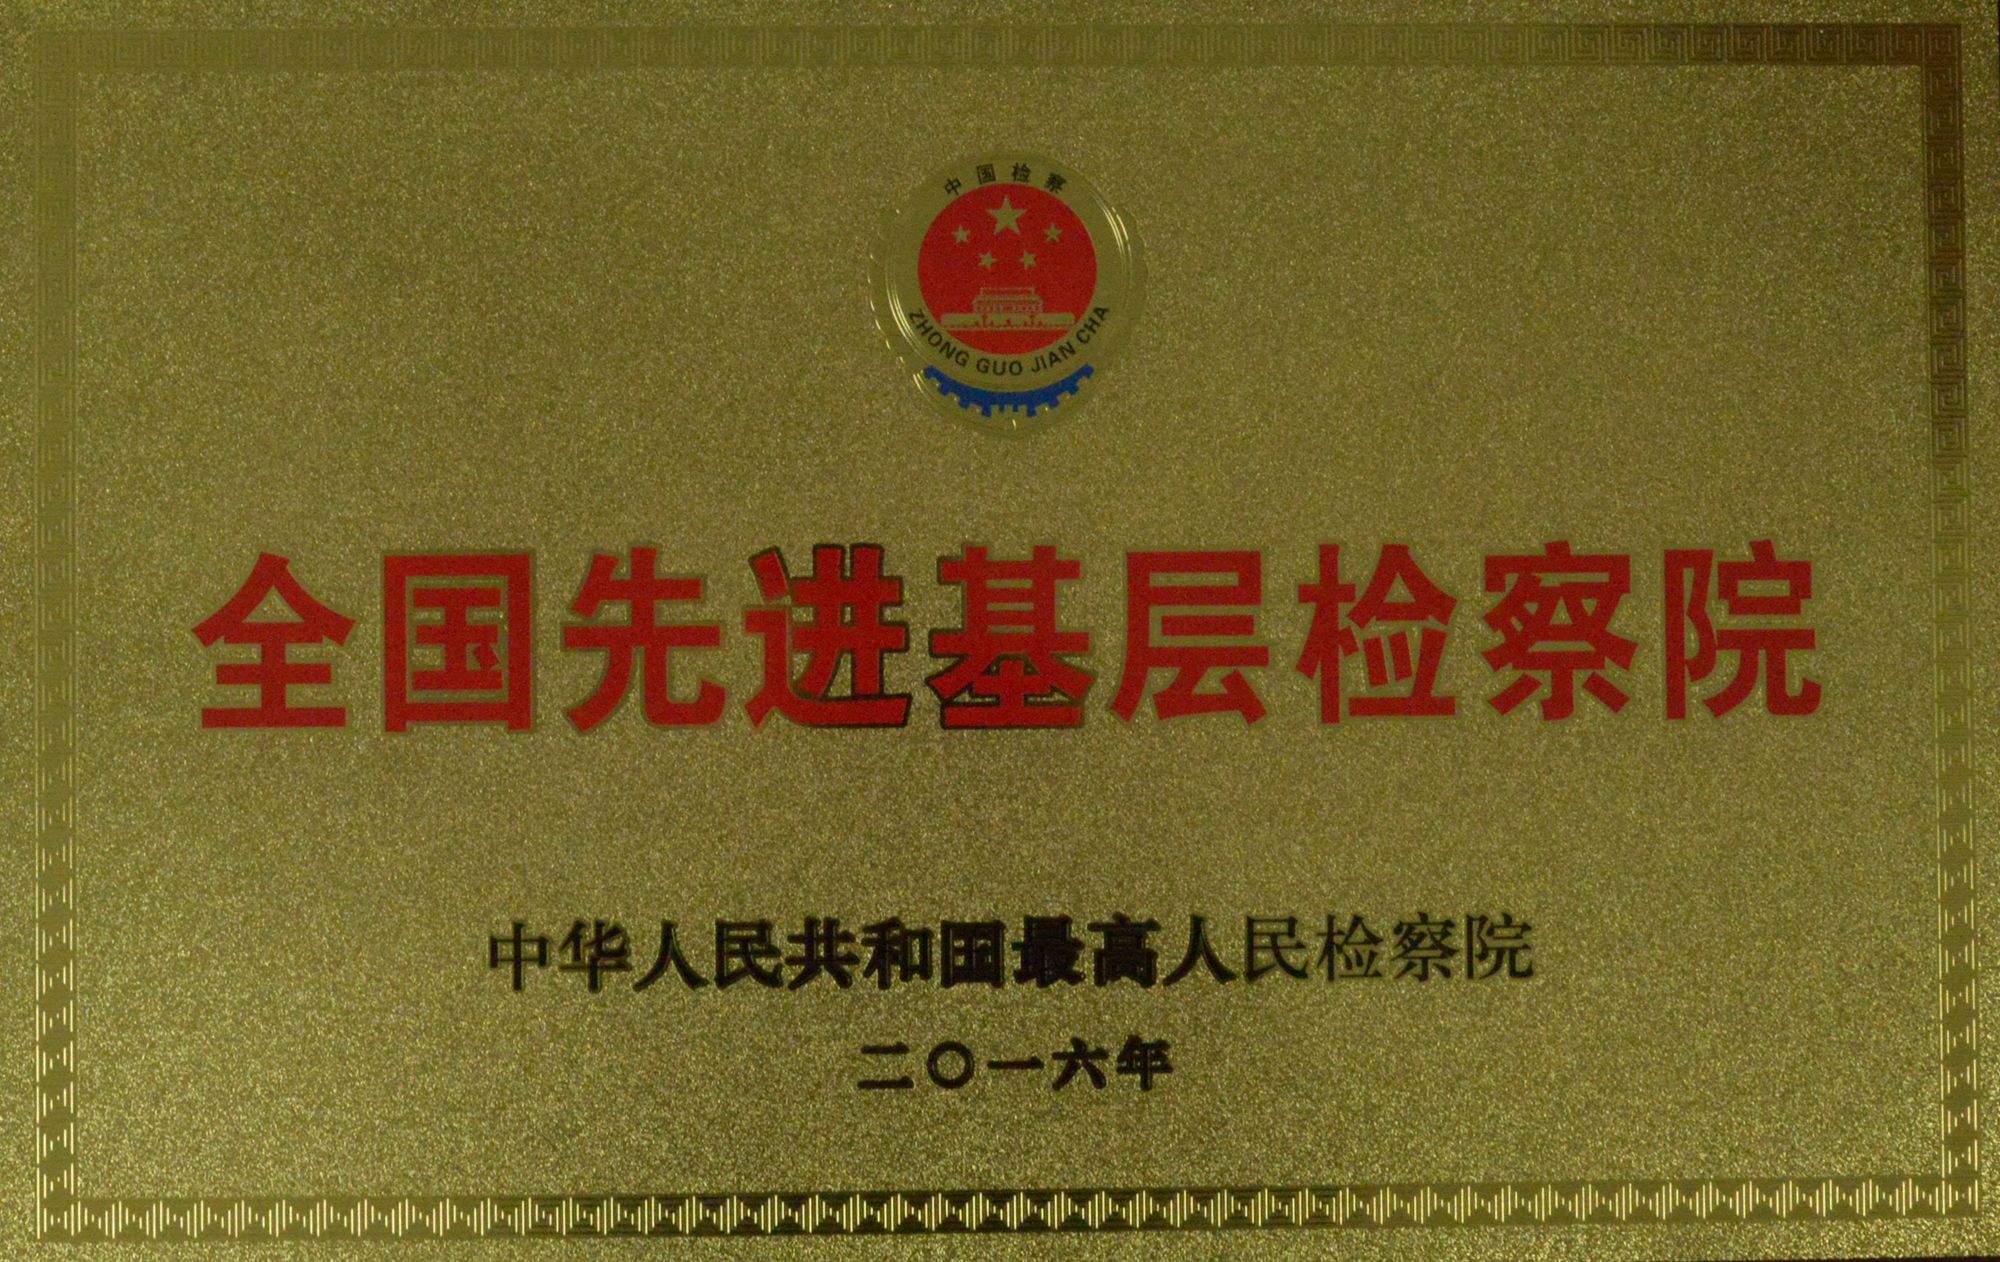 中国检察
ZHONG GUO JIAN CHA
全国先进基层检察院
中华人民共和国最高人民检察院
二〇一六年